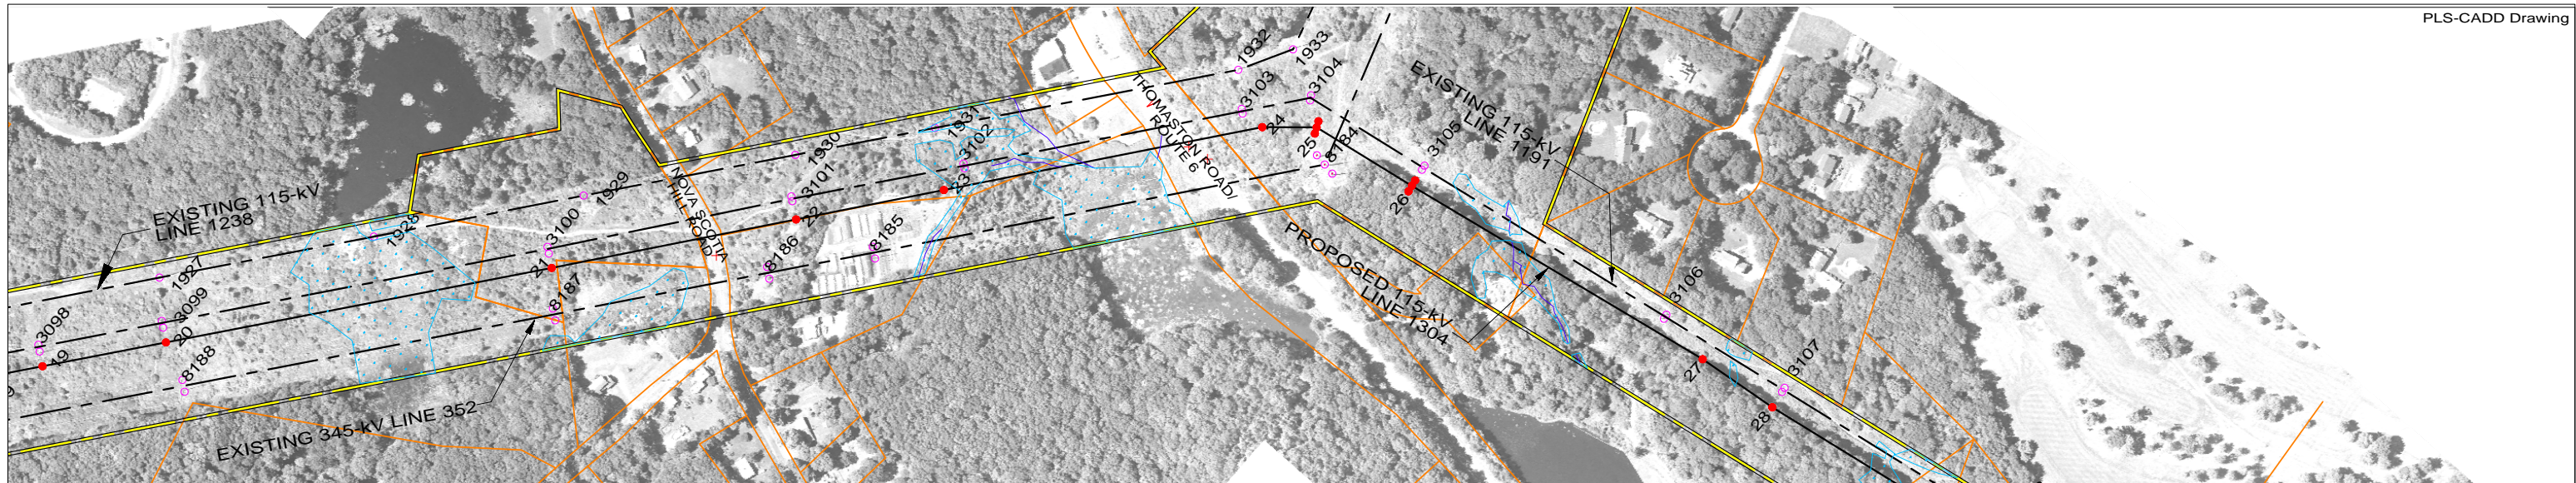 PLS-CADD Drawing
EXISTING 115-kV
LINE 1238
EXISTING 345-kV LINE 352
NOVA SCOTIA
HILL ROAD
THOMASTON ROAD/
ROUTE 6
EXISTING 115-kV
LINE 1191
PROPOSED 115-kV
LINE 1304
1927
1928
1929
1930
1931
1932
1933
3098
3099
3100
3101
3102
3103
3104
3105
3106
3107
9
19
20
21
22
23
24
25
26
27
28
8188
8187
8186
8185
8184